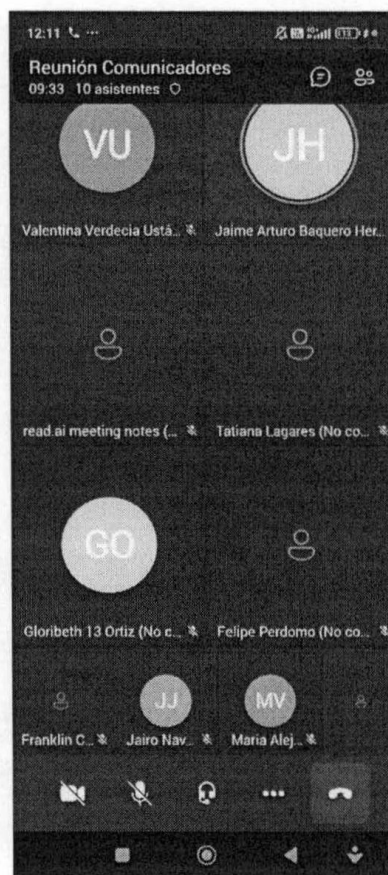 12:11
Reunión Comunicadores
09:33 10 asistentes
VU
JH
Valentina Verdecia Ustá...
Jaime Arturo Baquero Her...
read.ai meeting notes (...
Tatiana Lagares (No co...
GO
Gloribeth 13 Ortiz (No c...
Felipe Perdomo (No co...
JJ
MV
Franklin C...
Jairo Nav...
Maria Alej...